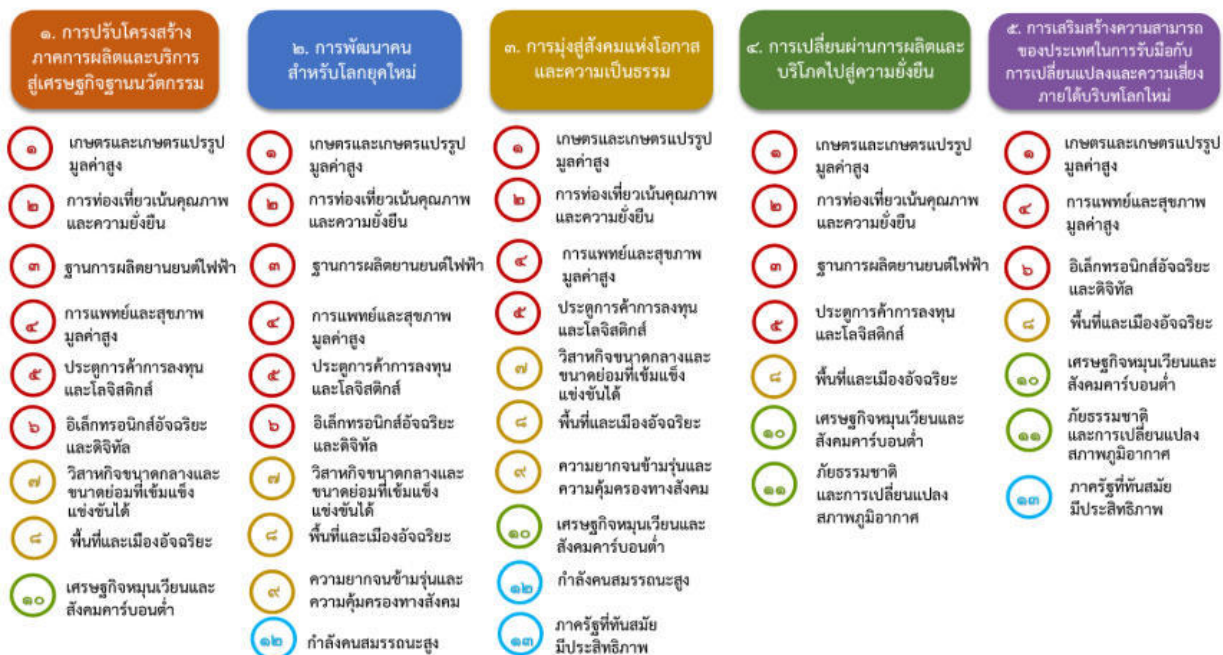 ๑. การปรับโครงสร้าง
ภาคการผลิตและบริการ
สู่เศรษฐกิจฐานนวัตกรรม
๑
เกษตรและเกษตรแปรรูป
มูลค่าสูง
๒
การท่องเที่ยวเน้นคุณภาพ
และความยั่งยืน
๓
ฐานการผลิตยานยนต์ไฟฟ้า
๔
การแพทย์และสุขภาพ
มูลค่าสูง
๕
ประตูการค้าการลงทุน
และโลจิสติกส์
๖
อิเล็กทรอนิกส์อัจฉริยะ
และดิจิทัล
๗
วิสาหกิจขนาดกลางและ
ขนาดย่อมที่เข้มแข็ง
แข่งขันได้
๘
พื้นที่และเมืองอัจฉริยะ
๑๐
เศรษฐกิจหมุนเวียนและ
สังคมคาร์บอนต่ำ
๒. การพัฒนาคน
สำหรับโลกยุคใหม่
๑
เกษตรและเกษตรแปรรูป
มูลค่าสูง
๒
การท่องเที่ยวเน้นคุณภาพ
และความยั่งยืน
๓
ฐานการผลิตยานยนต์ไฟฟ้า
๔
การแพทย์และสุขภาพ
มูลค่าสูง
๕
ประตูการค้าการลงทุน
และโลจิสติกส์
๖
อิเล็กทรอนิกส์อัจฉริยะ
และดิจิทัล
๗
วิสาหกิจขนาดกลางและ
ขนาดย่อมที่เข้มแข็ง
แข่งขันได้
๘
พื้นที่และเมืองอัจฉริยะ
๙
ความยากจนข้ามรุ่นและ
ความคุ้มครองทางสังคม
๑๒
กำลังคนสมรรถนะสูง
๓. การมุ่งสู่สังคมแห่งโอกาส
และความเป็นธรรม
๑
เกษตรและเกษตรแปรรูป
มูลค่าสูง
๒
การท่องเที่ยวเน้นคุณภาพ
และความยั่งยืน
๔
การแพทย์และสุขภาพ
มูลค่าสูง
๕
ประตูการค้าการลงทุน
และโลจิสติกส์
๗
วิสาหกิจขนาดกลางและ
ขนาดย่อมที่เข้มแข็ง
แข่งขันได้
๘
พื้นที่และเมืองอัจฉริยะ
๙
ความยากจนข้ามรุ่นและ
ความคุ้มครองทางสังคม
๑๐
เศรษฐกิจหมุนเวียนและ
สังคมคาร์บอนต่ำ
๑๒
กำลังคนสมรรถนะสูง
๑๓
ภาครัฐที่ทันสมัย
มีประสิทธิภาพ
๔. การเปลี่ยนผ่านการผลิตและ
บริโภคไปสู่ความยั่งยืน
๑
เกษตรและเกษตรแปรรูป
มูลค่าสูง
๒
การท่องเที่ยวเน้นคุณภาพ
และความยั่งยืน
๓
ฐานการผลิตยานยนต์ไฟฟ้า
๕
ประตูการค้าการลงทุน
และโลจิสติกส์
๘
พื้นที่และเมืองอัจฉริยะ
๑๐
เศรษฐกิจหมุนเวียนและ
สังคมคาร์บอนต่ำ
๑๑
ภัยธรรมชาติ
และการเปลี่ยนแปลง
สภาพภูมิอากาศ
๕. การเสริมสร้างความสามารถ
ของประเทศในการรับมือกับ
การเปลี่ยนแปลงและความเสี่ยง
ภายใต้บริบทโลกใหม่
๑
เกษตรและเกษตรแปรรูป
มูลค่าสูง
๔
การแพทย์และสุขภาพ
มูลค่าสูง
๖
อิเล็กทรอนิกส์อัจฉริยะ
และดิจิทัล
๘
พื้นที่และเมืองอัจฉริยะ
๑๐
เศรษฐกิจหมุนเวียนและ
สังคมคาร์บอนต่ำ
๑๑
ภัยธรรมชาติ
และการเปลี่ยนแปลง
สภาพภูมิอากาศ
๑๓
ภาครัฐที่ทันสมัย
มีประสิทธิภาพ